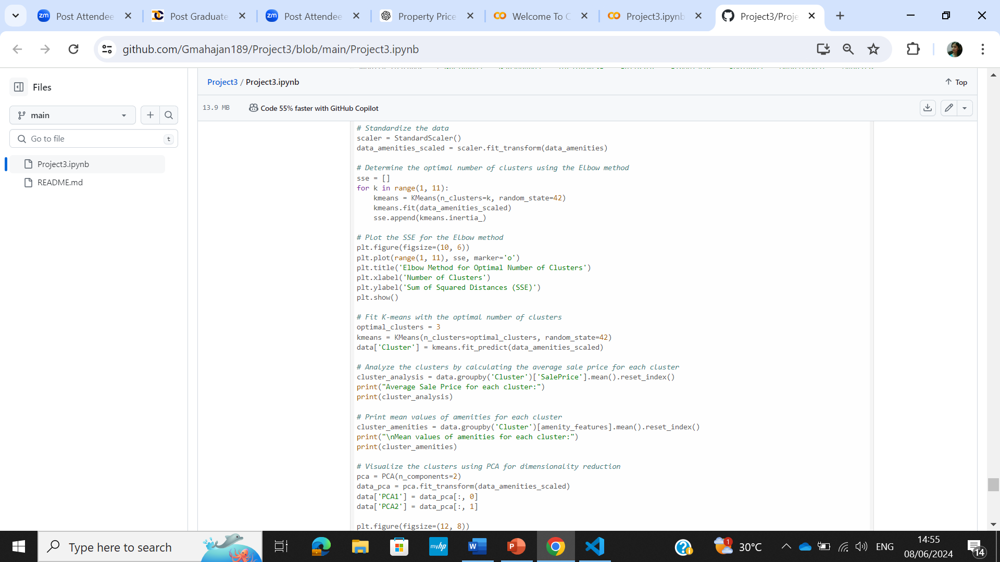 Post Attendee
Post Graduate
Post Attendee
Property Price
Welcome To C
Project3.ipynb
Project3/Proje
github.com/Gmahajan189/Project3/blob/main/Project3.ipynb
Files
Project3 / Project3.ipynb
Top
main
13.9 MB
Code 55% faster with GitHub Copilot
Go to file
t
Project3.ipynb
README.md
# Standardize the data
scaler = StandardScaler()
data_amenities_scaled = scaler.fit_transform(data_amenities)
# Determine the optimal number of clusters using the Elbow method
sse = []
for k in range(1, 11):
    kmeans = KMeans(n_clusters=k, random_state=42)
    kmeans.fit(data_amenities_scaled)
    sse.append(kmeans.inertia_)
# Plot the SSE for the Elbow method
plt.figure(figsize=(10, 6))
plt.plot(range(1, 11), sse, marker='o')
plt.title('Elbow Method for Optimal Number of Clusters')
plt.xlabel('Number of Clusters')
plt.ylabel('Sum of Squared Distances (SSE)')
plt.show()
# Fit K-means with the optimal number of clusters
optimal_clusters = 3
kmeans = KMeans(n_clusters=optimal_clusters, random_state=42)
data['Cluster'] = kmeans.fit_predict(data_amenities_scaled)
# Analyze the clusters by calculating the average sale price for each cluster
cluster_analysis = data.groupby('Cluster')['SalePrice'].mean().reset_index()
print("Average Sale Price for each cluster:")
print(cluster_analysis)
# Print mean values of amenities for each cluster
cluster_amenities = data.groupby('Cluster')[amenity_features].mean().reset_index()
print("\nMean values of amenities for each cluster:")
print(cluster_amenities)
# Visualize the clusters using PCA for dimensionality reduction
pca = PCA(n_components=2)
data_pca = pca.fit_transform(data_amenities_scaled)
data['PCA1'] = data_pca[:, 0]
data['PCA2'] = data_pca[:, 1]
plt.figure(figsize=(12, 8))
Type here to search
30°C
ENG
14:55
08/06/2024
14